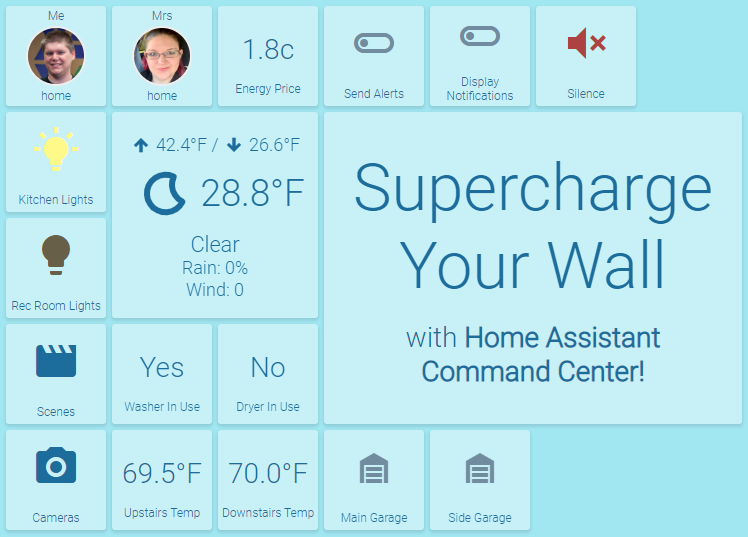 Me
home
Mrs
home
1.8c
Energy Price
Send Alerts
Display
Notifications
Silence
Kitchen Lights
42.4°F / 26.6°F
28.8°F
Clear
Rain: 0%
Wind: 0
Supercharge
Your Wall
with Home Assistant
Command Center!
Rec Room Lights
Scenes
Yes
Washer In Use
No
Dryer In Use
Cameras
69.5°F
Upstairs Temp
70.0°F
Downstairs Temp
Main Garage
Side Garage